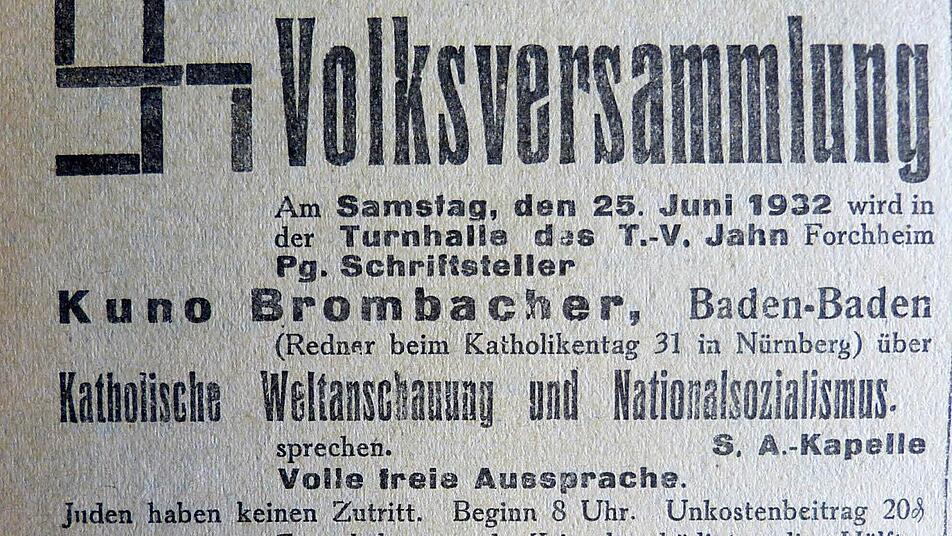 Volksversammlung
Am Samstag, den 25. Juni 1932 wird in
der Turnhalle des T.-V. Jahn Forchheim
Pg. Schriftsteller
Kuno Brombacher, Baden-Baden
(Redner beim Katholikentag 31 in Nürnberg) über
Katholische Weltanschauung und Nationalsozialismus.
sprechen. S. A.-Kapelle
Volle freie Aussprache.
Juden haben keinen Zutritt. Beginn 8 Uhr. Unkostenbeitrag 20₰